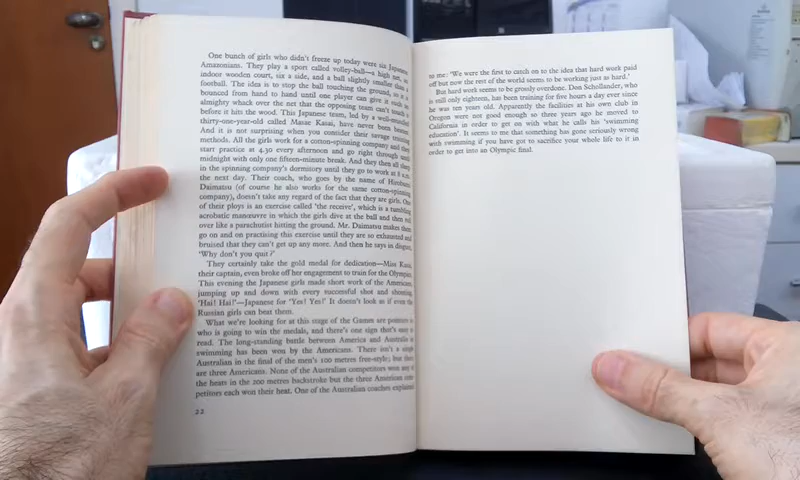 One bunch of girls who didn't freeze up today were six Japanese
Amazonians. They play a sport called volley-ball—a high net, an
indoor wooden court, six a side, and a ball slightly smaller than a
football. The idea is to stop the ball touching the ground, so it is
bounced from hand to hand until one player can give it such an
almighty whack over the net that the opposing team can't touch it
before it hits the wood. This Japanese team, led by a well-muscled
thirty-one-year-old called Masae Kasai, have never been beaten.
And it is not surprising when you consider their savage training
methods. All the girls work for a cotton-spinning company until they
start practice at 4.30 every afternoon and go right through until
midnight with only one fifteen-minute break. And they then all sleep
in the spinning company's dormitory until they go to work at 8 a.m.
the next day. Their coach, who goes by the name of Hirobumi
Daimatsu (of course he also works for the same cotton-spinning
company), doesn't take any regard of the fact that they are girls. One
of their ploys is an exercise called 'the receive', which is a tumbling
acrobatic manœuvre in which the girls dive at the ball and then roll
over like a parachutist hitting the ground. Mr. Daimatsu makes them
go on and on practising this exercise until they are so exhausted and
bruised that they can't get up any more. And then he says in disgust,
'Why don't you quit?'
They certainly take the gold medal for dedication—Miss Kasai,
their captain, even broke off her engagement to train for the Olympics.
This evening the Japanese girls made short work of the Americans,
jumping up and down with every successful shot and shouting
'Hai! Hai!'—Japanese for 'Yes! Yes!' It doesn't look as if even the
Russian girls can beat them.
What we're looking for at this stage of the Games are pointers to
who is going to win the medals, and there's one sign that's easy to
read. The long-standing battle between America and Australia in
swimming has been won by the Americans. There isn't a single
Australian in the final of the men's 100 metres free-style; but there
are three Americans. None of the Australian competitors won any of
the heats in the 200 metres backstroke but the three American com-
petitors each won their heat. One of the Australian coaches explained
22
to me: 'We were the first to catch on to the idea that hard work paid
off but now the rest of the world seems to be working just as hard.'
But hard work seems to be grossly overdone. Don Schollander, who
is still only eighteen, has been training for five hours a day ever since
he was ten years old. Apparently the facilities at his own club in
Oregon were not good enough so three years ago he moved to
California in order to get on with what he calls his 'swimming
education'. It seems to me that something has gone seriously wrong
with swimming if you have got to sacrifice your whole life to it in
order to get into an Olympic final.